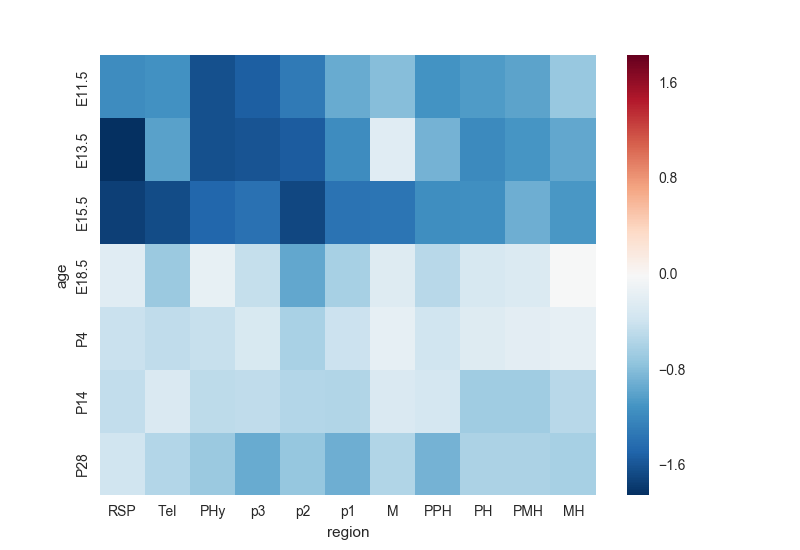 age
E11.5
E13.5
E15.5
E18.5
P4
P14
P28
RSP Tel PHy p3 p2 p1 M PPH PH PMH MH
region
1.6
0.8
0.0
−0.8
−1.6